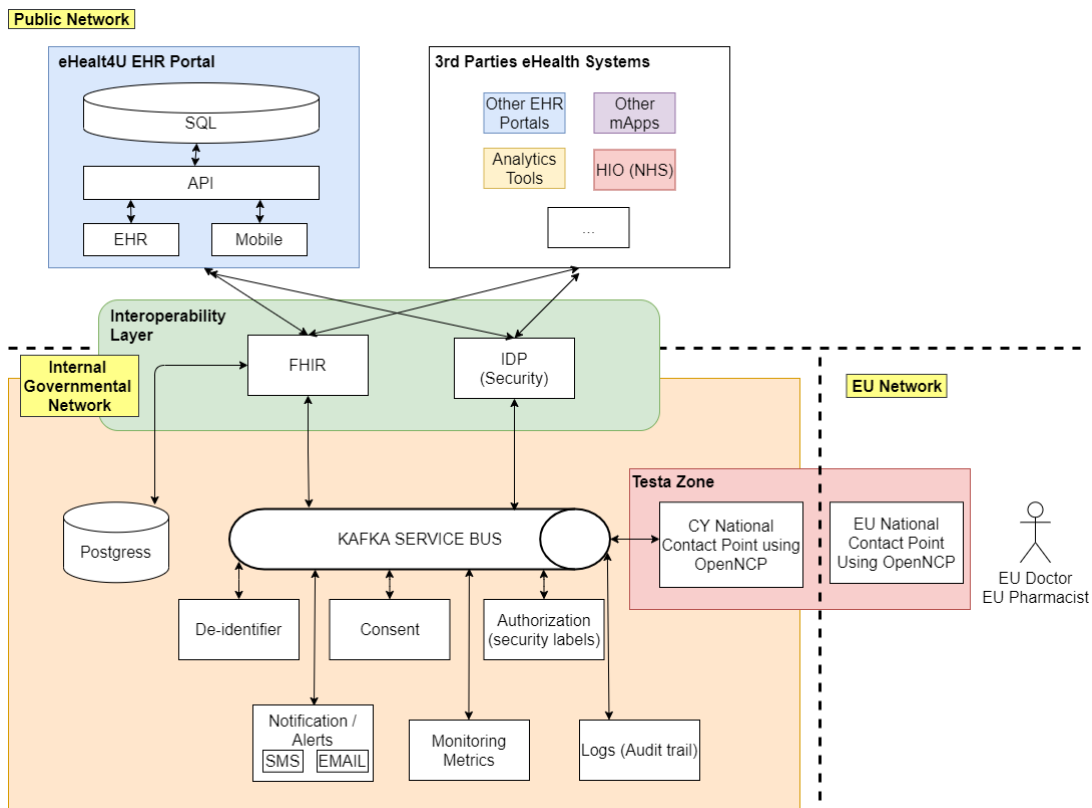 Public Network
eHealt4U EHR Portal
SQL
API
EHR
Mobile
3rd Parties eHealth Systems
Other EHR
Portals
Other
mApps
Analytics
Tools
HIO (NHS)
...
Interoperability
Layer
FHIR
IDP
(Security)
Internal
Governmental
Network
EU Network
Postgress
KAFKA SERVICE BUS
Testa Zone
CY National
Contact Point using
OpenNCP
EU National
Contact Point
Using OpenNCP
EU Doctor
EU Pharmacist
De-identifier
Consent
Authorization
(security labels)
Notification /
Alerts
SMS
EMAIL
Monitoring
Metrics
Logs (Audit trail)